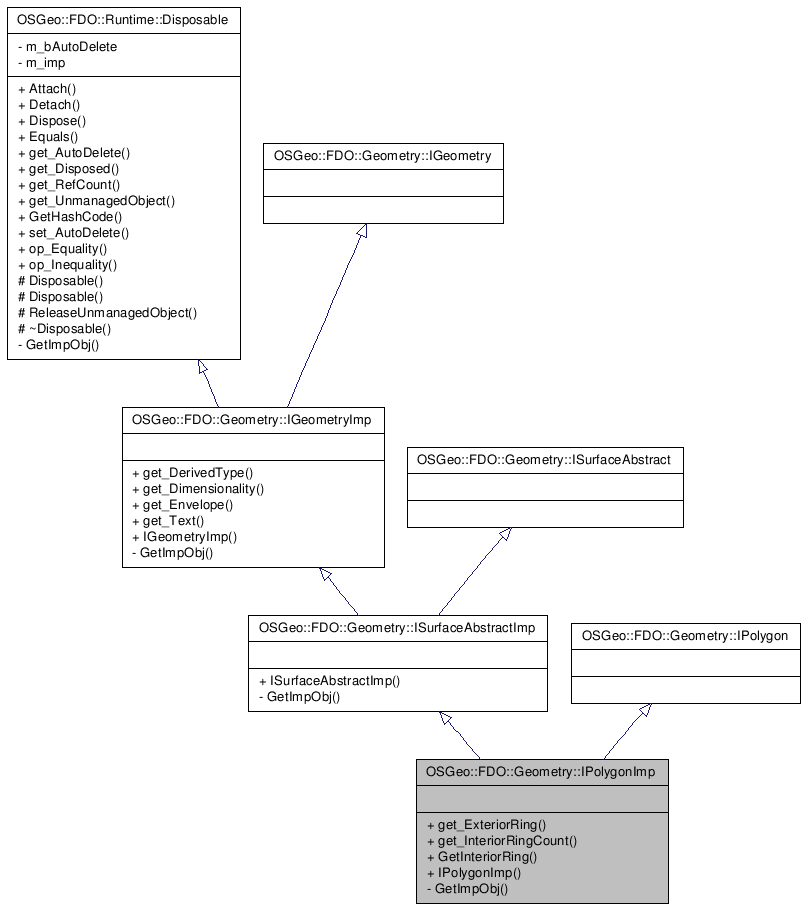 OSGeo::FDO::Runtime::Disposable
- m_bAutoDelete
- m_imp
+ Attach()
+ Detach()
+ Dispose()
+ Equals()
+ get_AutoDelete()
+ get_Disposed()
+ get_RefCount()
+ get_UnmanagedObject()
+ GetHashCode()
+ set_AutoDelete()
+ op_Equality()
+ op_Inequality()
# Disposable()
# Disposable()
# ReleaseUnmanagedObject()
# ~Disposable()
- GetImpObj()
OSGeo::FDO::Geometry::IGeometry
OSGeo::FDO::Geometry::IGeometryImp
+ get_DerivedType()
+ get_Dimensionality()
+ get_Envelope()
+ get_Text()
+ IGeometryImp()
- GetImpObj()
OSGeo::FDO::Geometry::ISurfaceAbstract
OSGeo::FDO::Geometry::ISurfaceAbstractImp
+ ISurfaceAbstractImp()
- GetImpObj()
OSGeo::FDO::Geometry::IPolygon
OSGeo::FDO::Geometry::IPolygonImp
+ get_ExteriorRing()
+ get_InteriorRingCount()
+ GetInteriorRing()
+ IPolygonImp()
- GetImpObj()